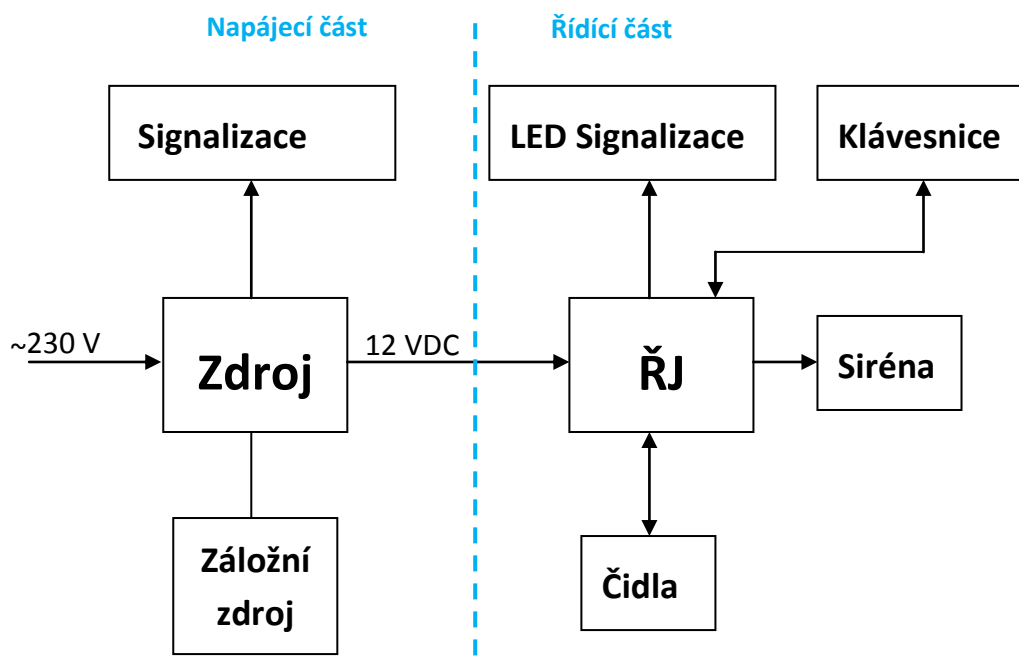 Napájecí část
Řídící část
Signalizace
LED Signalizace
Klávesnice
~230 V
Zdroj
12 VDC
ŘJ
Siréna
Záložní
zdroj
Čidla